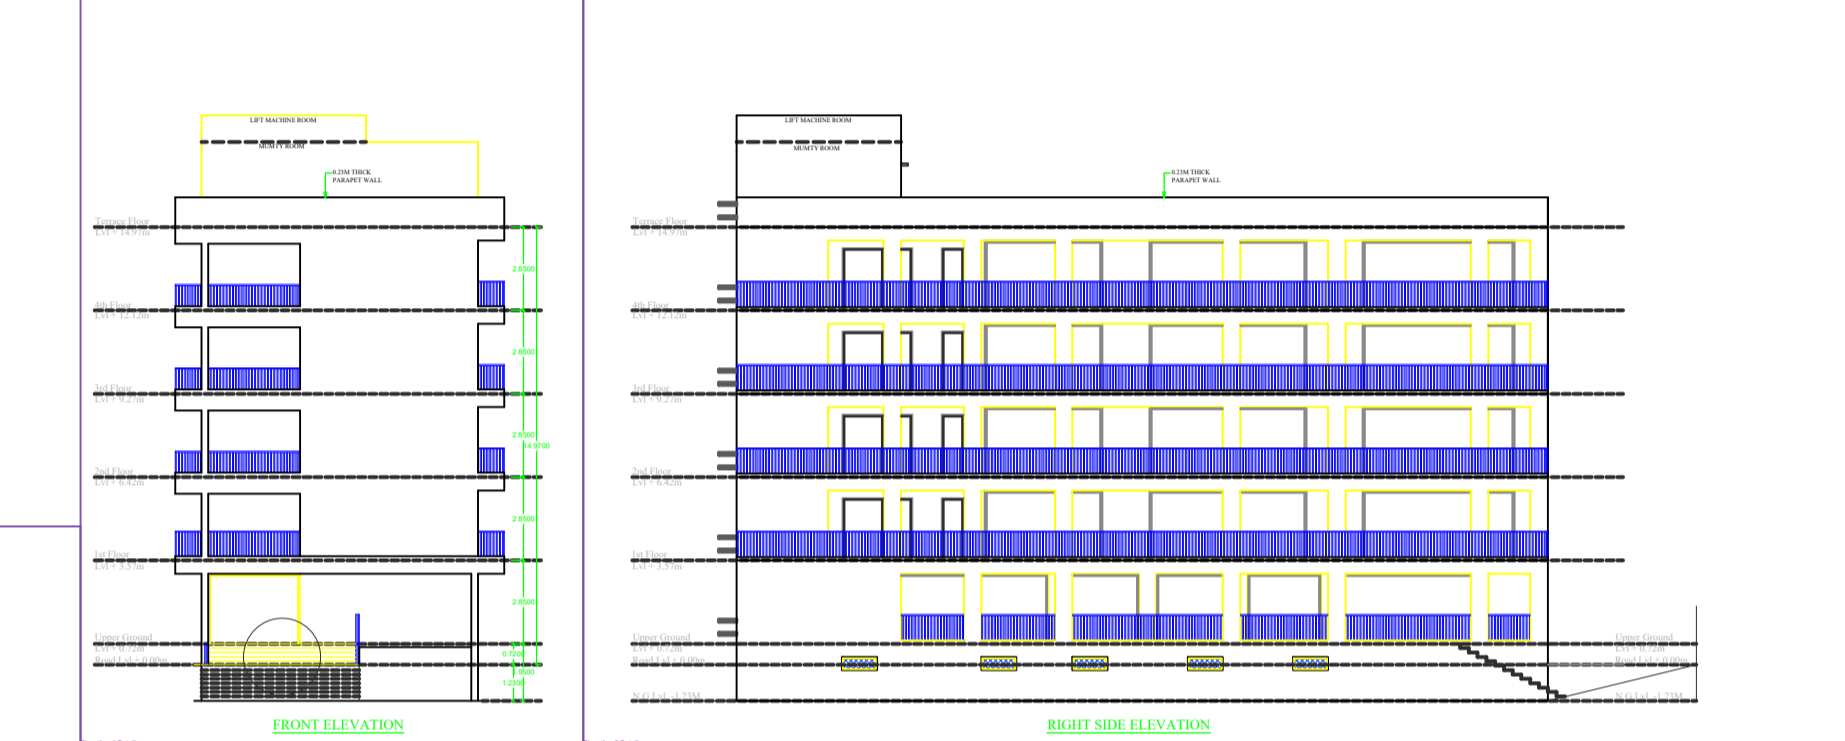 LIFT MACHINE ROOM
MUMTY ROOM
0.23M THICK
PARAPET WALL
Terrace Floor
Lvl + 14.97m
2.8500
4th Floor
Lvl + 12.12m
2.8500
3rd Floor
Lvl + 9.27m
2.8500
14.9700
2nd Floor
Lvl + 6.42m
2.8500
1st Floor
Lvl + 3.57m
2.8500
Upper Ground
Lvl + 0.72m
0.7200
Road Lvl + 0.00m
1.9500
1.2300
FRONT ELEVATION
LIFT MACHINE ROOM
MUMTY ROOM
0.23M THICK
PARAPET WALL
Terrace Floor
Lvl + 14.97m
4th Floor
Lvl + 12.12m
3rd Floor
Lvl + 9.27m
2nd Floor
Lvl + 6.42m
1st Floor
Lvl + 3.57m
Upper Ground
Lvl + 0.72m
Road Lvl + 0.00m
N.G Lvl -1.23M
Upper Ground
Lvl + 0.72m
Road Lvl + 0.00m
N.G Lvl -1.23M
RIGHT SIDE ELEVATION